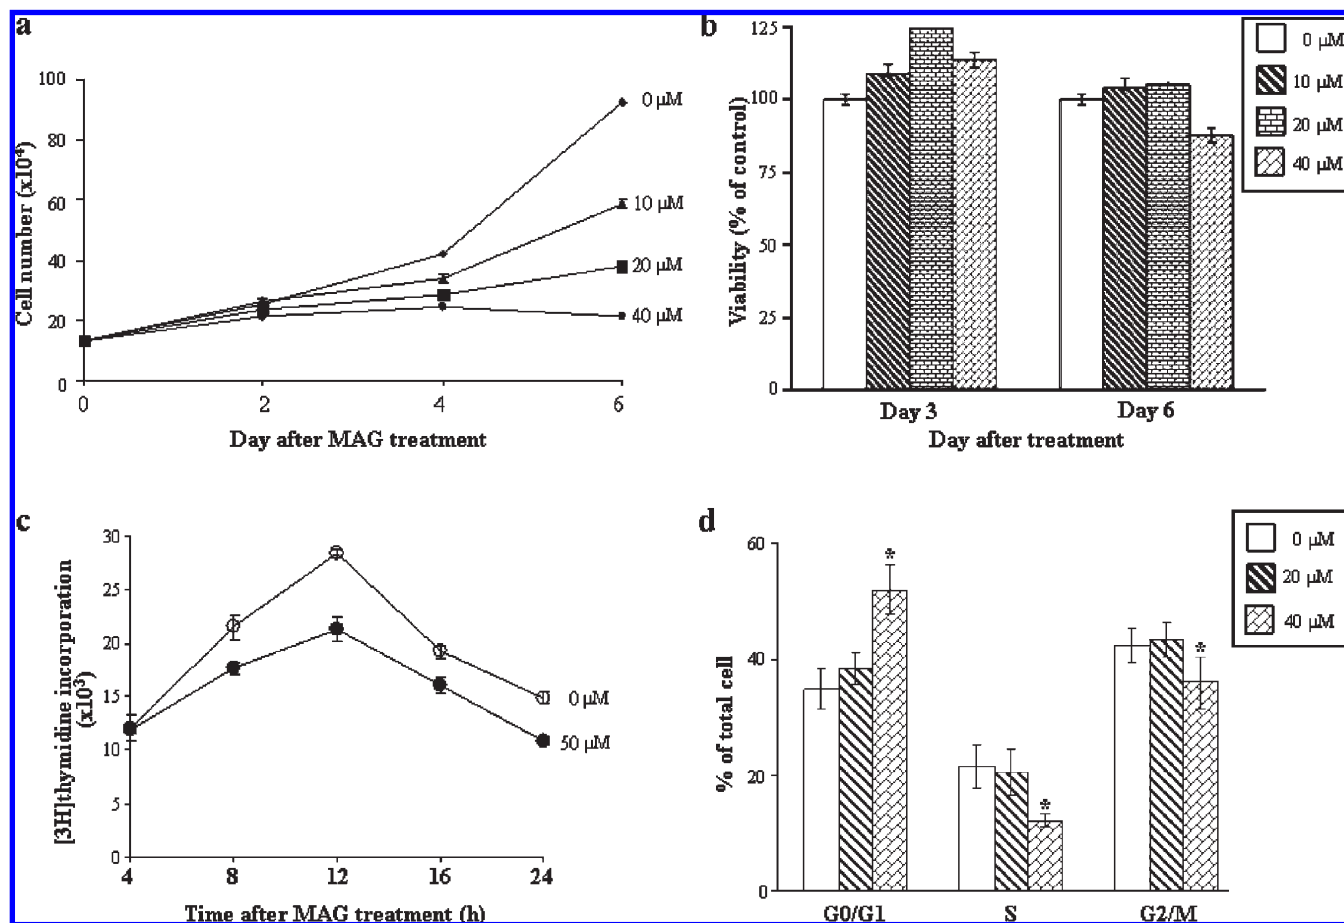 a
Cell number (x10⁴)
100
80
60
40
20
0
0 2 4 6
0 µM
10 µM
20 µM
40 µM
Day after MAG treatment
b
Viability (% of control)
125
100
75
50
25
0
Day 3 Day 6
Day after treatment
0 µM
10 µM
20 µM
40 µM
c
[3H]thymidine incorporation
(x10³)
30
25
20
15
10
5
0
4 8 12 16 24
0 µM
50 µM
Time after MAG treatment (h)
d
% of total cell
60
40
20
0
* * *
G0/G1 S G2/M
0 µM
20 µM
40 µM